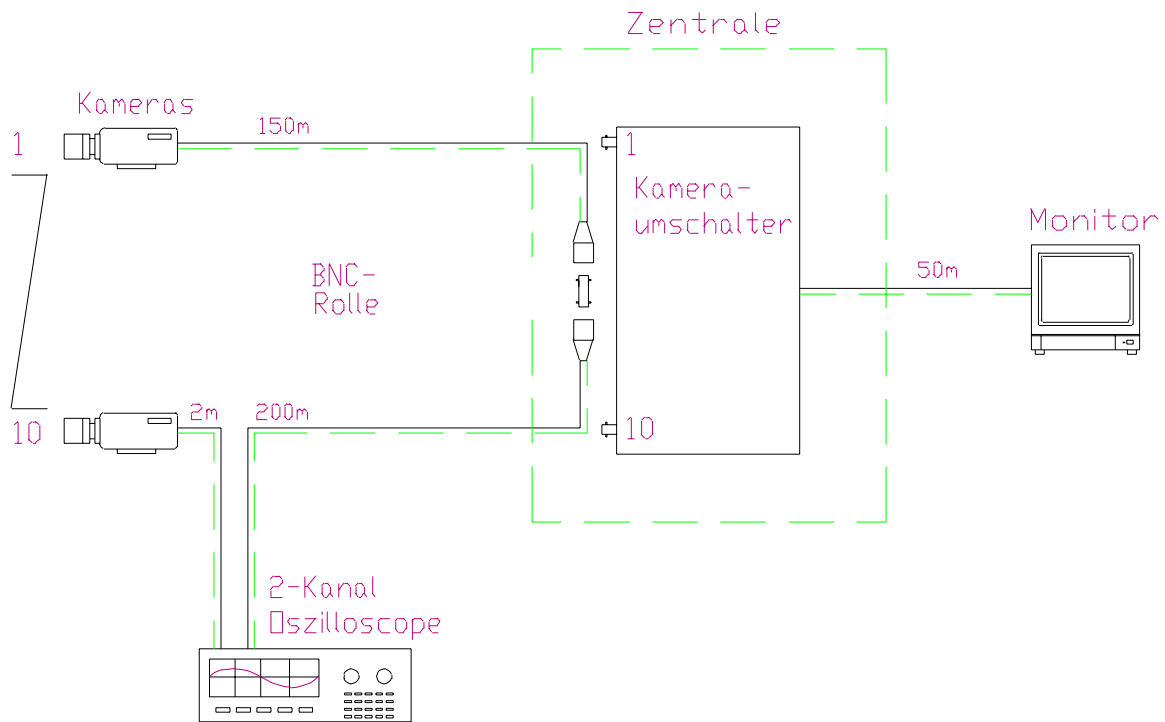 Zentrale
Kameras
1
150m
1
Kamera-
umschalter
Monitor
50m
BNC-
Rolle
10
2m
200m
10
2-Kanal
Oszilloscope